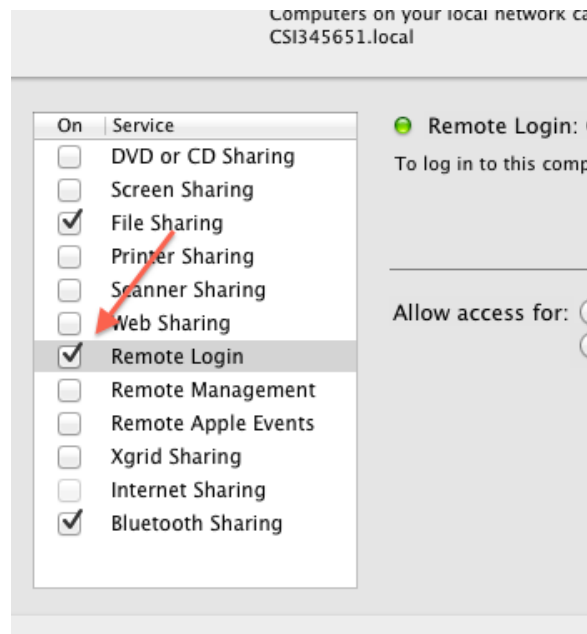 Computers on your local network ca
CSI345651.local
On Service
DVD or CD Sharing
Screen Sharing
File Sharing
Printer Sharing
Scanner Sharing
Web Sharing
Remote Login
Remote Management
Remote Apple Events
Xgrid Sharing
Internet Sharing
Bluetooth Sharing
Remote Login:
To log in to this comp
Allow access for: